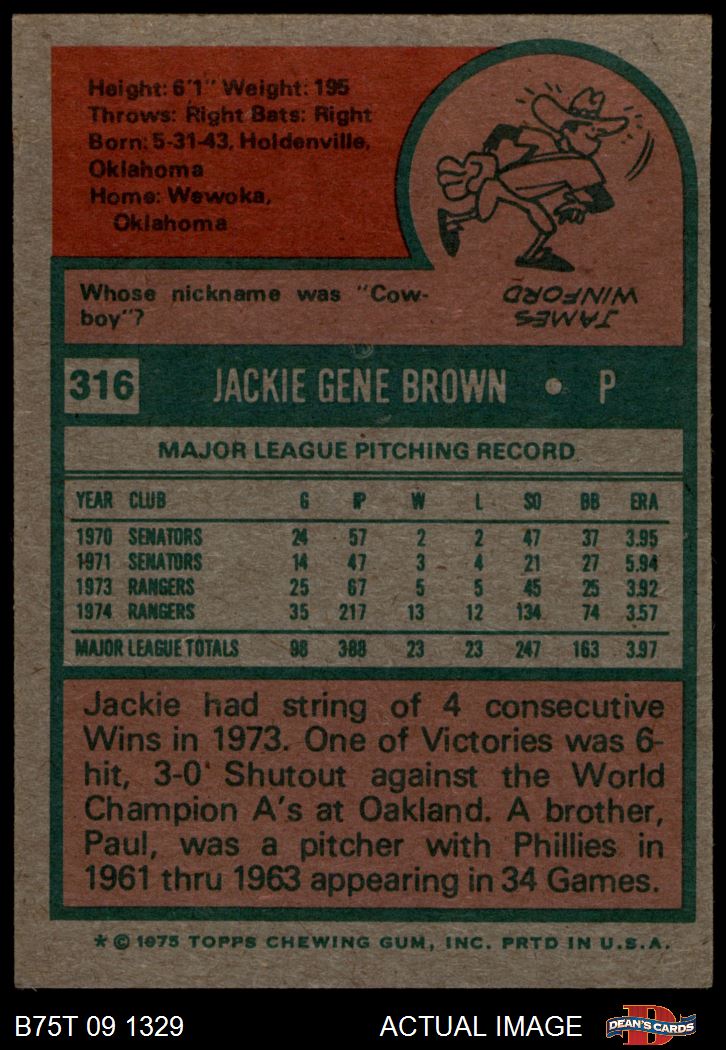 Height: 6'1" Weight: 195
Throws: Right Bats: Right
Born: 5-31-43, Holdenville,
Oklahoma
Home: Wewoka,
Oklahoma
Whose nickname was "Cow-
boy"?
JAMES
WINFORD
316 JACKIE GENE BROWN • P
MAJOR LEAGUE PITCHING RECORD
YEAR CLUB G IP W L SO BB ERA
1970 SENATORS 24 57 2 2 47 37 3.95
1971 SENATORS 14 47 3 4 21 27 5.94
1973 RANGERS 25 67 5 5 45 25 3.92
1974 RANGERS 35 217 13 12 134 74 3.57
MAJOR LEAGUE TOTALS 98 388 23 23 247 163 3.97
Jackie had string of 4 consecutive
Wins in 1973. One of Victories was 6-
hit, 3-0 Shutout against the World
Champion A's at Oakland. A brother,
Paul, was a pitcher with Phillies in
1961 thru 1963 appearing in 34 Games.
* © 1975 TOPPS CHEWING GUM, INC. PRTD IN U.S.A.
B75T 09 1329 ACTUAL IMAGE D DEAN'S CARDS